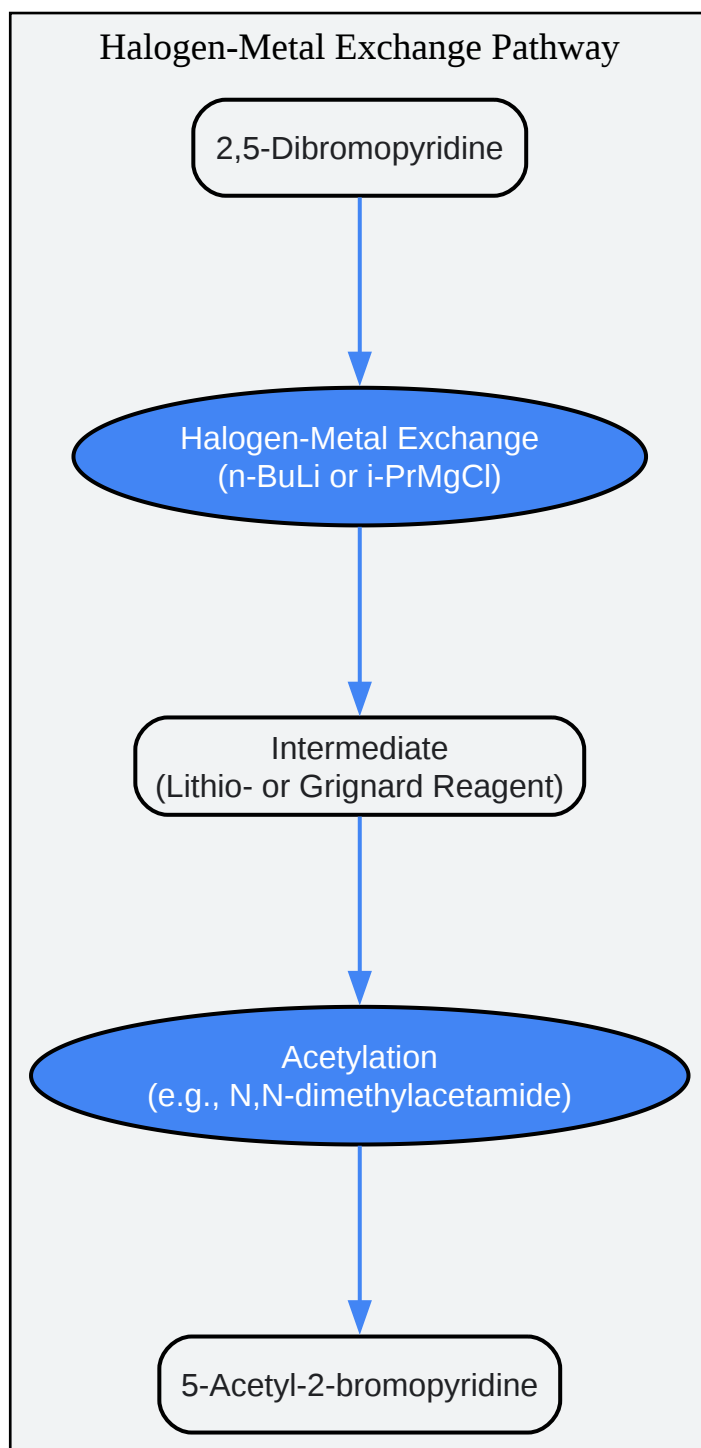 Halogen-Metal Exchange Pathway
2,5-Dibromopyridine
Halogen-Metal Exchange
(n-BuLi or i-PrMgCl)
Intermediate
(Lithio- or Grignard Reagent)
Acetylation
(e.g., N,N-dimethylacetamide)
5-Acetyl-2-bromopyridine